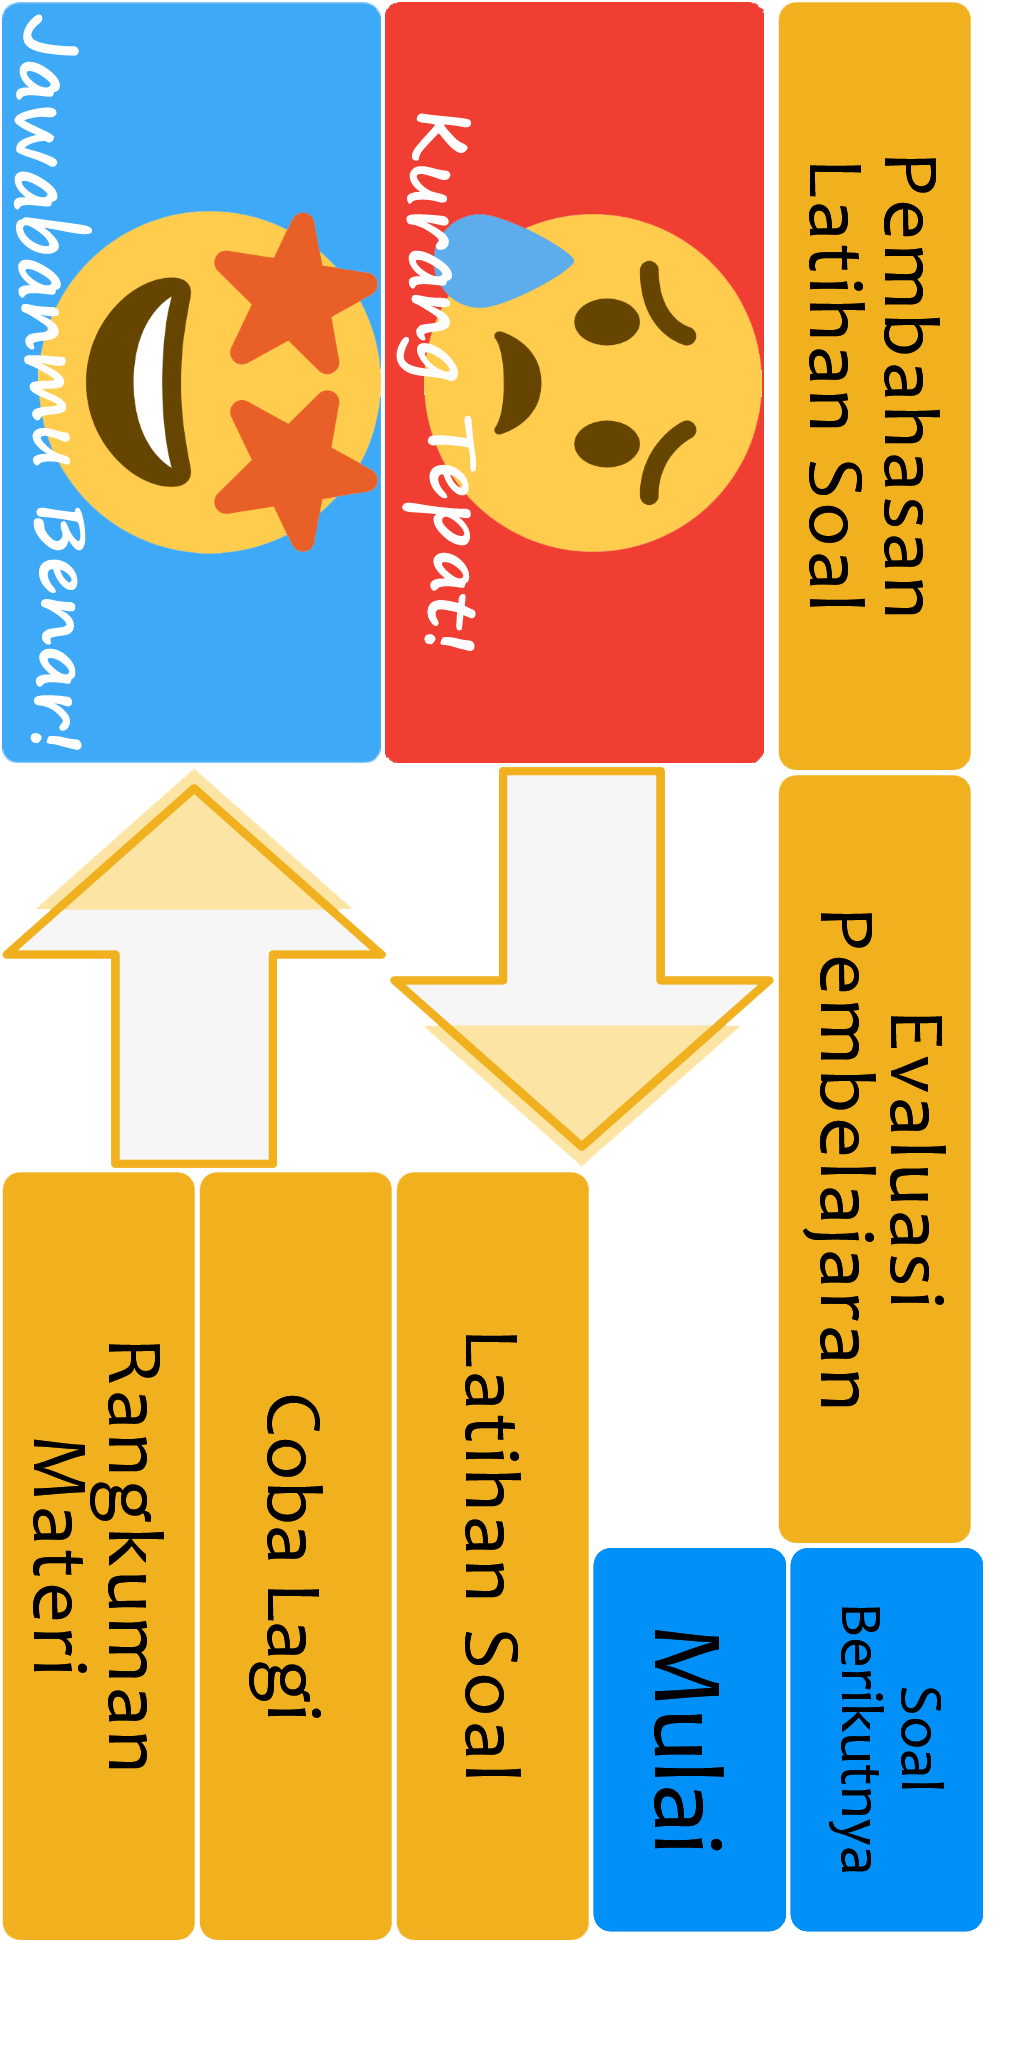 Pembahasan
Latihan Soal
Kurang Tepat!
Jawabanmu Benar!
Evaluasi
Pembelajaran
Soal
Berikutnya
Mulai
Latihan Soal
Coba Lagi
Rangkuman
Materi